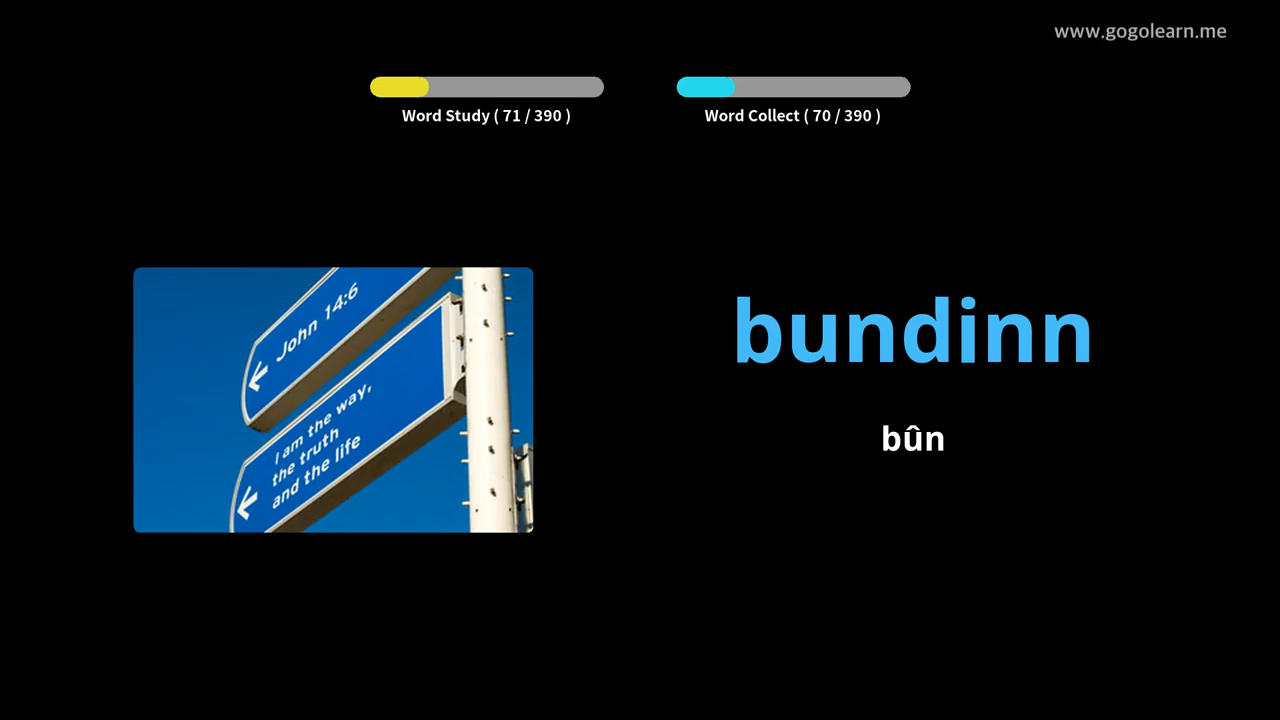 www.gogolearn.me
Word Study ( 71 / 390 )
Word Collect ( 70 / 390 )
John 14:6
I am the way,
the truth
and the life
bundinn
bûn